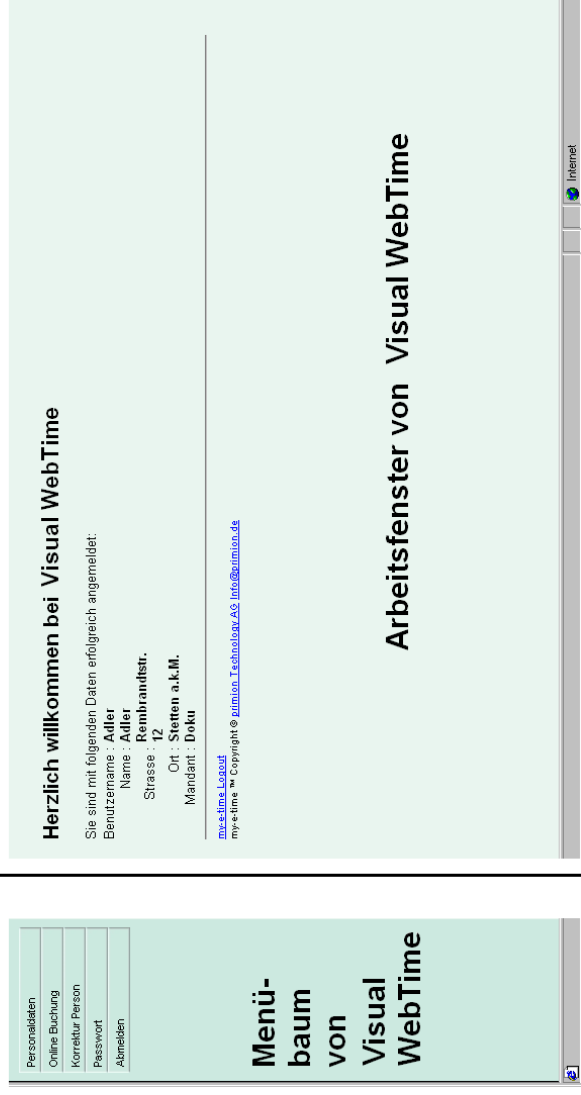 Personaldaten
Online Buchung
Korrektur Person
Passwort
Abmelden
Menü-
baum
von
Visual
WebTime
Herzlich willkommen bei Visual WebTime
Sie sind mit folgenden Daten erfolgreich angemeldet:
Benutzername : Adler
Name : Adler
Rembrandtstr.
Strasse : 12
Ort : Stetten a.k.M.
Mandant : Doku
my-e-time Logout
my-e-time ™ Copyright © primion Technology AG Info@primion.de
Arbeitsfenster von Visual WebTime
Internet